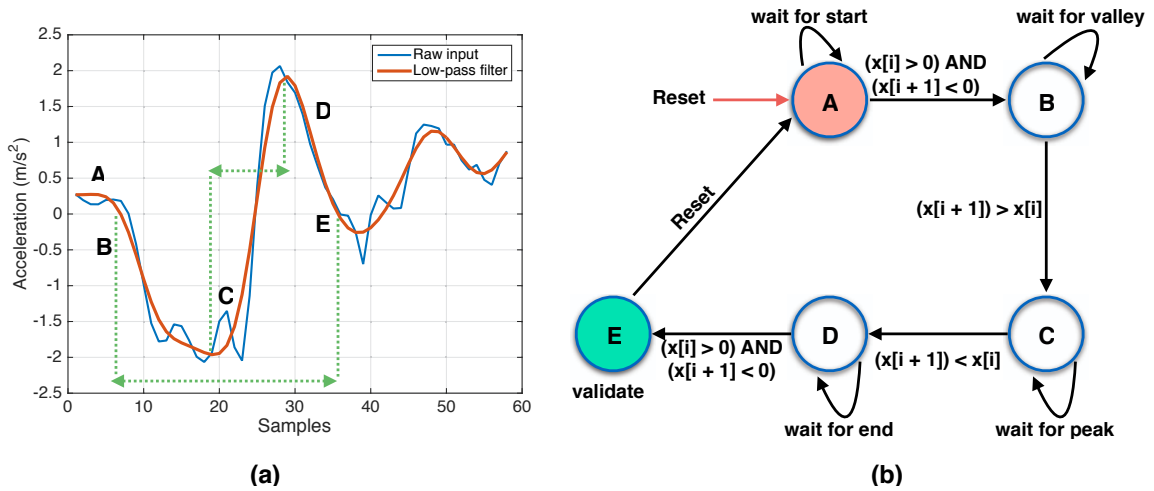 2.5
2
1.5
1
0.5
0
-0.5
-1
-1.5
-2
-2.5
Acceleration (m/s²)
0
10
20
30
40
50
60
Samples
Raw input
Low-pass filter
A
B
C
D
E
(a)
wait for start
wait for valley
(x[i] > 0) AND
(x[i + 1] < 0)
Reset
A
B
Reset
(x[i + 1]) > x[i]
E
D
C
(x[i] > 0) AND
(x[i + 1] < 0)
(x[i + 1]) < x[i]
validate
wait for end
wait for peak
(b)